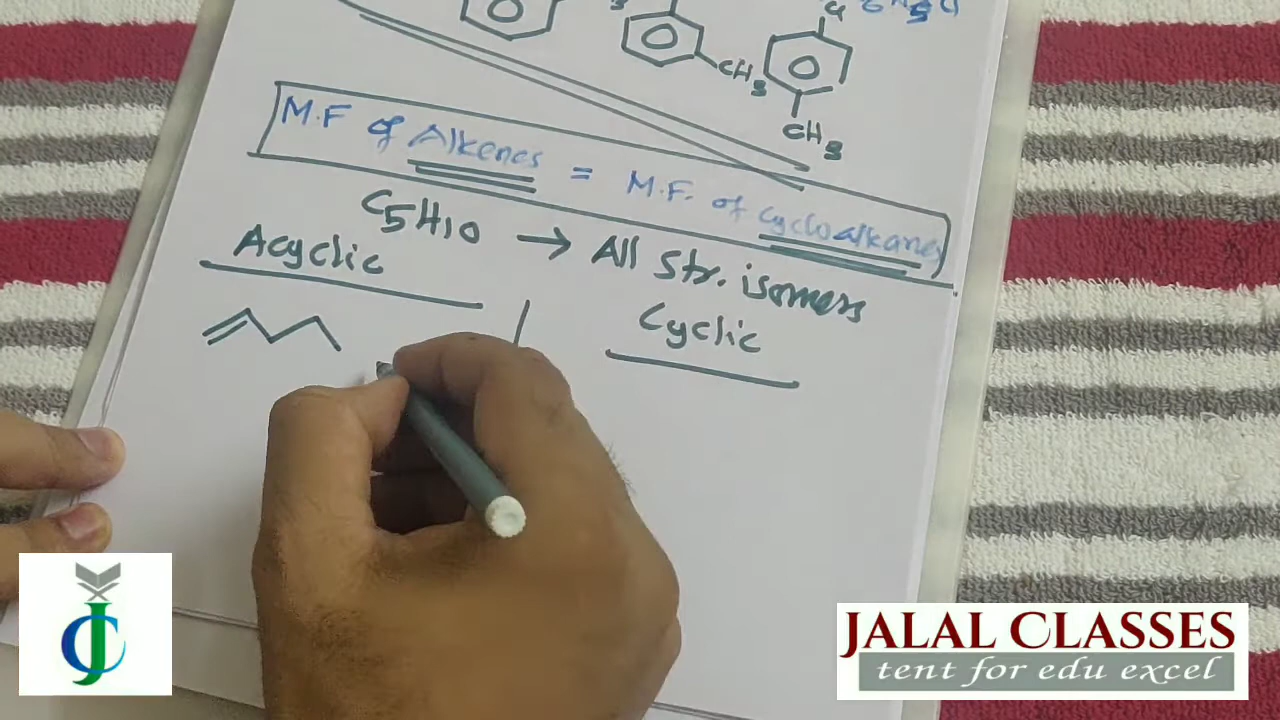 CH3
CH3
M.F of Alkenes = M.F. of cycloalkanes
C5H10 → All Str. isomers
Acyclic
Cyclic
JALAL CLASSES
tent for edu excel